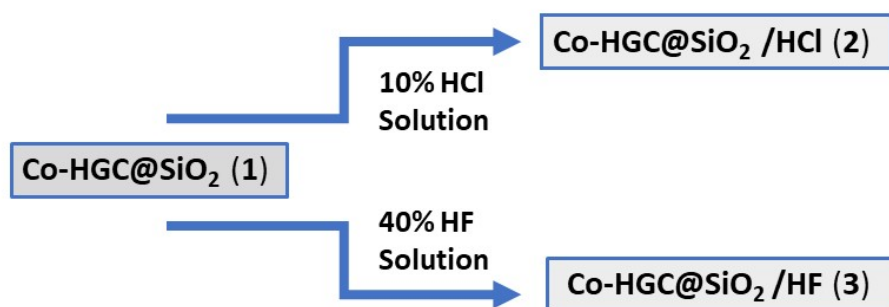 Co-HGC@SiO₂ /HCl (2)
10% HCl
Solution
Co-HGC@SiO₂ (1)
40% HF
Solution
Co-HGC@SiO₂ /HF (3)